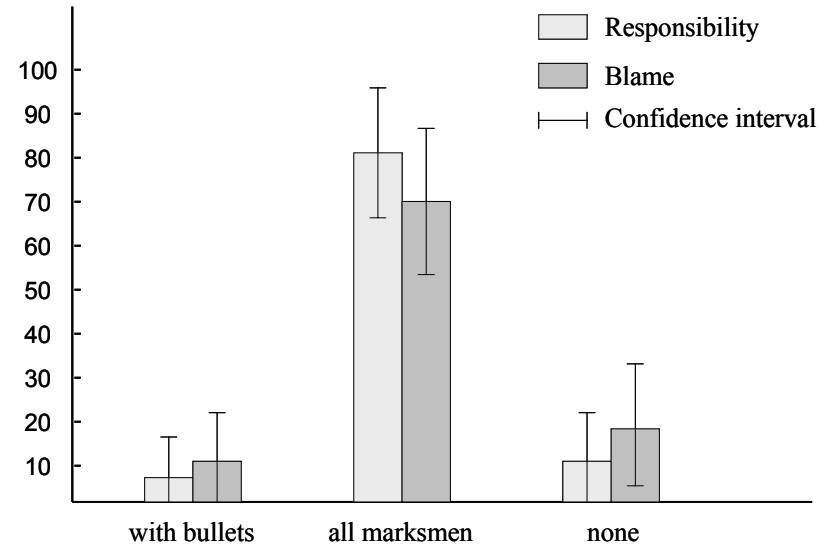 Responsibility
Blame
Confidence interval
100
90
80
70
60
50
40
30
20
10
with bullets
all marksmen
none